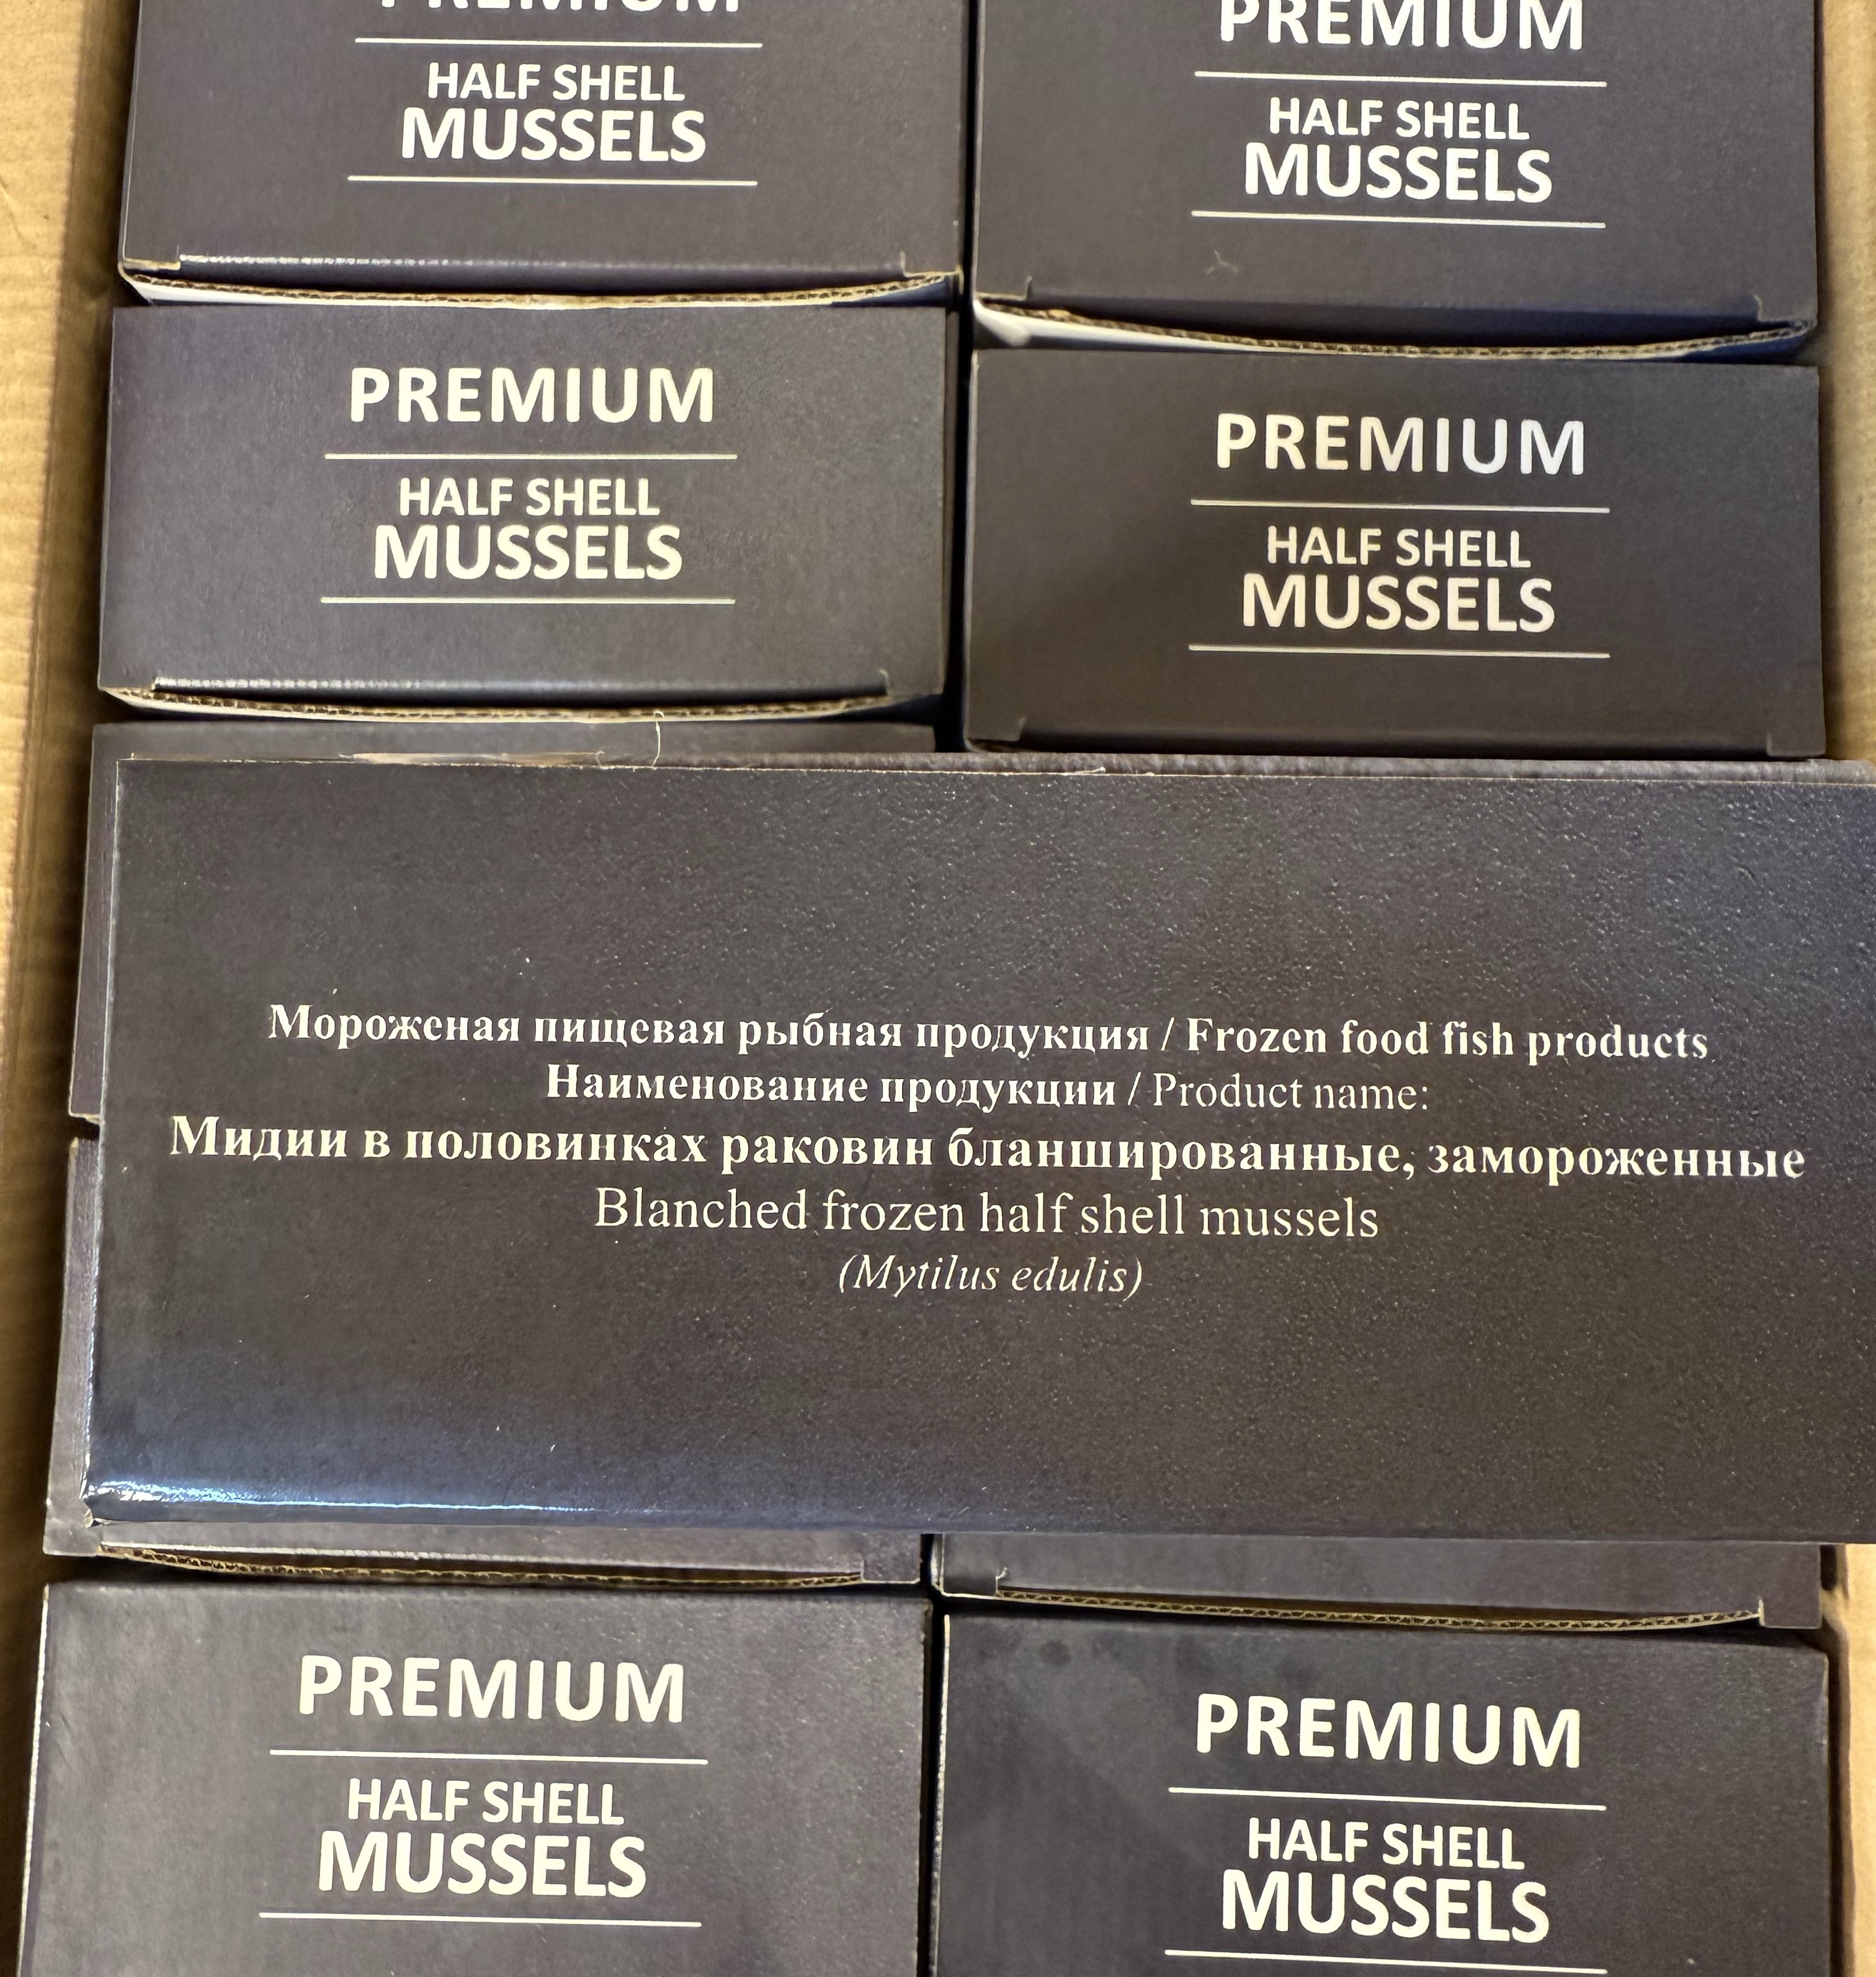 PREMIUM
HALF SHELL
MUSSELS
PREMIUM
HALF SHELL
MUSSELS
PREMIUM
HALF SHELL
MUSSELS
PREMIUM
HALF SHELL
MUSSELS
Мороженая пищевая рыбная продукция / Frozen food fish products
Наименование продукции / Product name:
Мидии в половинках раковин бланшированные, замороженные
Blanched frozen half shell mussels
(Mytilus edulis)
PREMIUM
HALF SHELL
MUSSELS
PREMIUM
HALF SHELL
MUSSELS